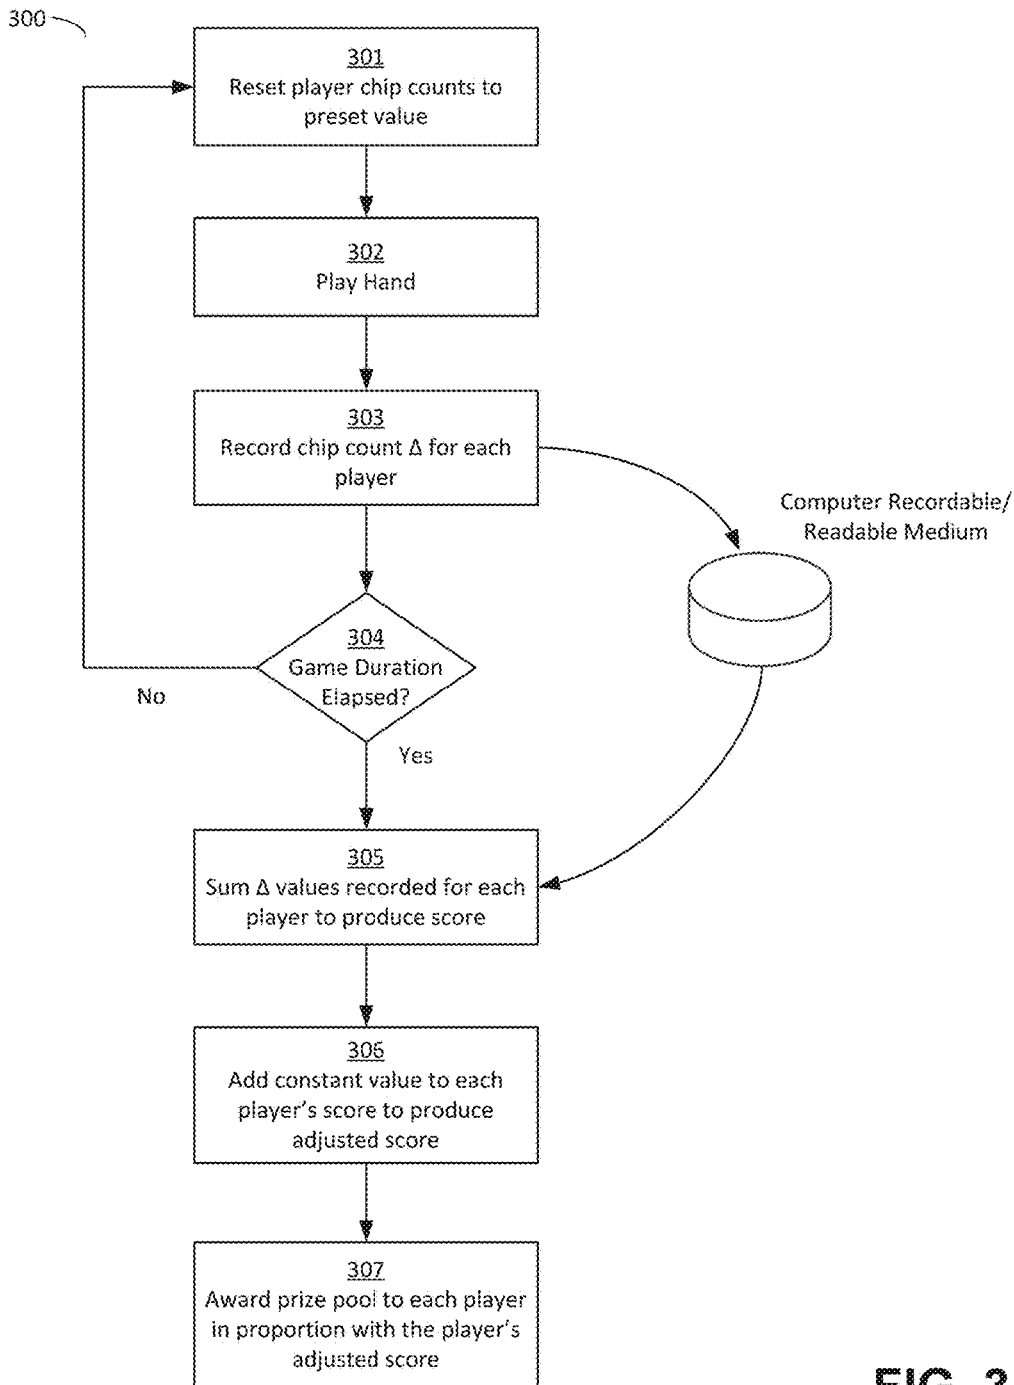 300
301
Reset player chip counts to
preset value
302
Play Hand
303
Record chip count Δ for each
player
Computer Recordable/
Readable Medium
304
Game Duration
Elapsed?
No
Yes
305
Sum Δ values recorded for each
player to produce score
306
Add constant value to each
player's score to produce
adjusted score
307
Award prize pool to each player
in proportion with the player's
adjusted score
FIG. 3